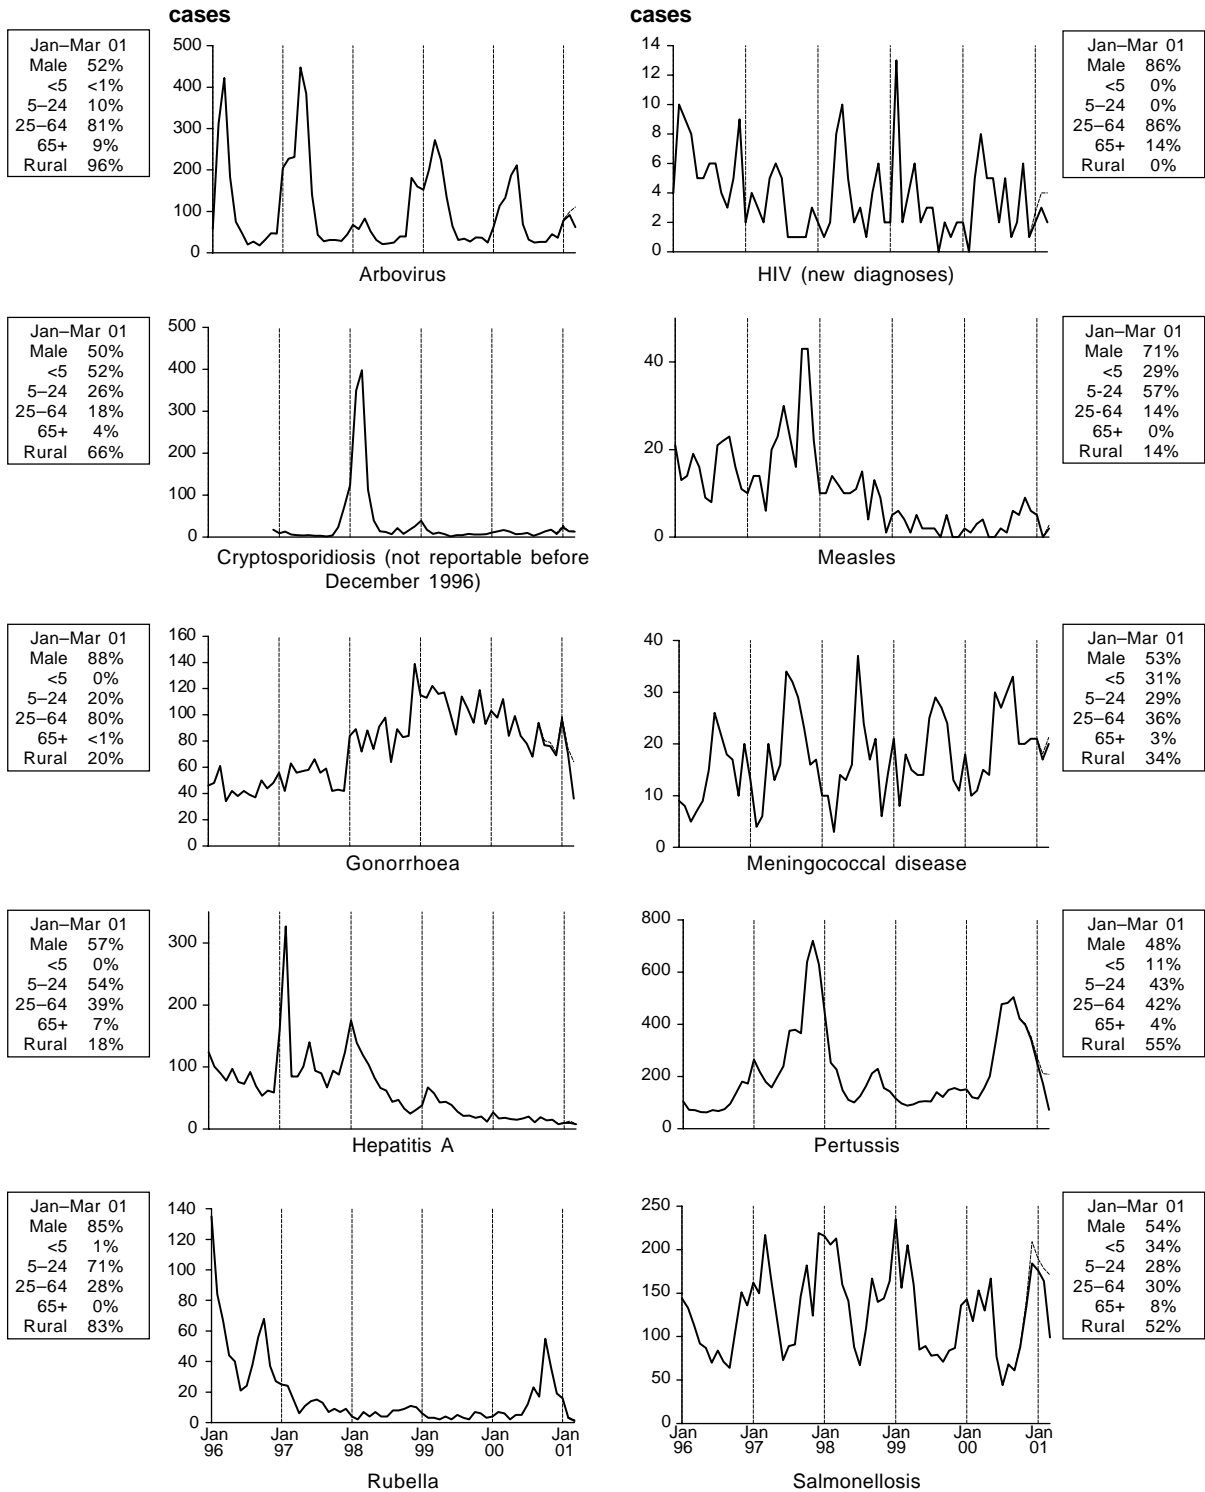 cases
Jan–Mar 01
Male 52%
<5 <1%
5–24 10%
25–64 81%
65+ 9%
Rural 96%
500
400
300
200
100
0
Arbovirus
cases
14
12
10
8
6
4
2
0
HIV (new diagnoses)
Jan–Mar 01
Male 86%
<5 0%
5–24 0%
25–64 86%
65+ 14%
Rural 0%
Jan–Mar 01
Male 50%
<5 52%
5–24 26%
25–64 18%
65+ 4%
Rural 66%
500
400
300
200
100
0
Cryptosporidiosis (not reportable before
December 1996)
40
20
0
Measles
Jan–Mar 01
Male 71%
<5 29%
5-24 57%
25-64 14%
65+ 0%
Rural 14%
Jan–Mar 01
Male 88%
<5 0%
5–24 20%
25–64 80%
65+ <1%
Rural 20%
160
140
120
100
80
60
40
20
0
Gonorrhoea
40
30
20
10
0
Meningococcal disease
Jan–Mar 01
Male 53%
<5 31%
5–24 29%
25–64 36%
65+ 3%
Rural 34%
Jan–Mar 01
Male 57%
<5 0%
5–24 54%
25–64 39%
65+ 7%
Rural 18%
300
200
100
0
Hepatitis A
800
600
400
200
0
Pertussis
Jan–Mar 01
Male 48%
<5 11%
5–24 43%
25–64 42%
65+ 4%
Rural 55%
Jan–Mar 01
Male 85%
<5 1%
5–24 71%
25–64 28%
65+ 0%
Rural 83%
140
120
100
80
60
40
20
0
Jan Jan Jan Jan Jan Jan
96 97 98 99 00 01
Rubella
250
200
150
100
50
0
Jan Jan Jan Jan Jan Jan
96 97 98 99 00 01
Salmonellosis
Jan–Mar 01
Male 54%
<5 34%
5–24 28%
25–64 30%
65+ 8%
Rural 52%